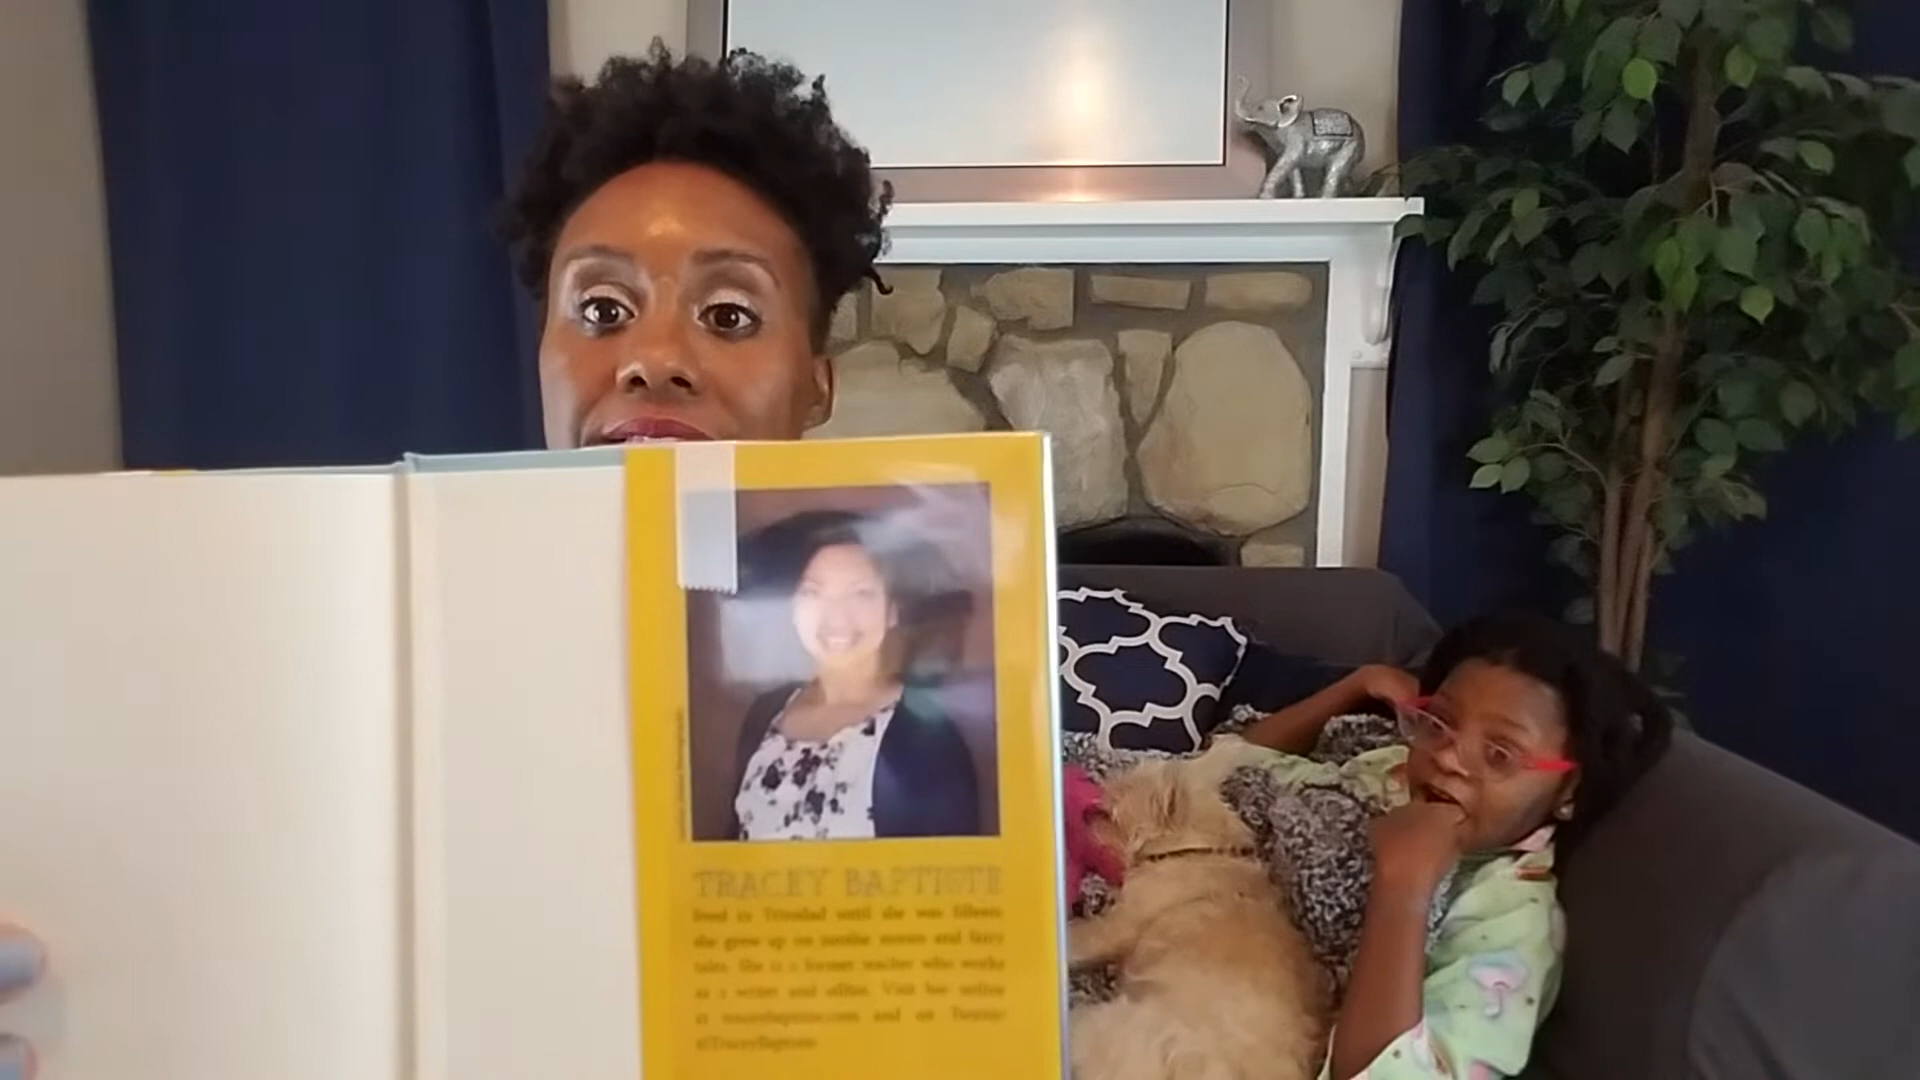 TRACEY BAPTISTE
lived in Trinidad until she was fifteen;
she grew up on jumbie stories and fairy
tales. She is a former teacher who works
as a writer and editor. Visit her online
at traceybaptiste.com and on Twitter:
@TraceyBaptiste